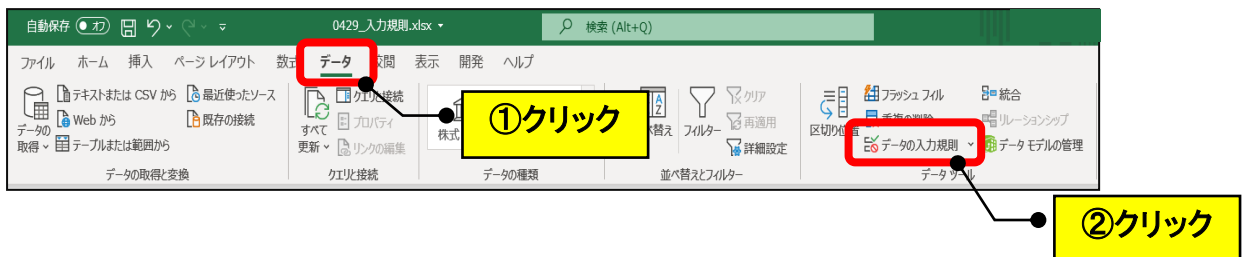 自動保存 オフ 0429_入力規則.xlsx 検索 (Alt+Q)
ファイル ホーム 挿入 ページ レイアウト 数式 データ 校閲 表示 開発 ヘルプ
テキストまたは CSV から 最近使ったソース クエリと接続 クリア フラッシュ フィル 統合
Web から 既存の接続 プロパティ 再適用 重複の削除 リレーションシップ
データの取得 テーブルまたは範囲から すべて更新 リンクの編集 株式 フィルター 詳細設定 区切り位置 データの入力規則 データ モデルの管理
データの取得と変換 クエリと接続 データの種類 並べ替えとフィルター データ ツール
①クリック
②クリック